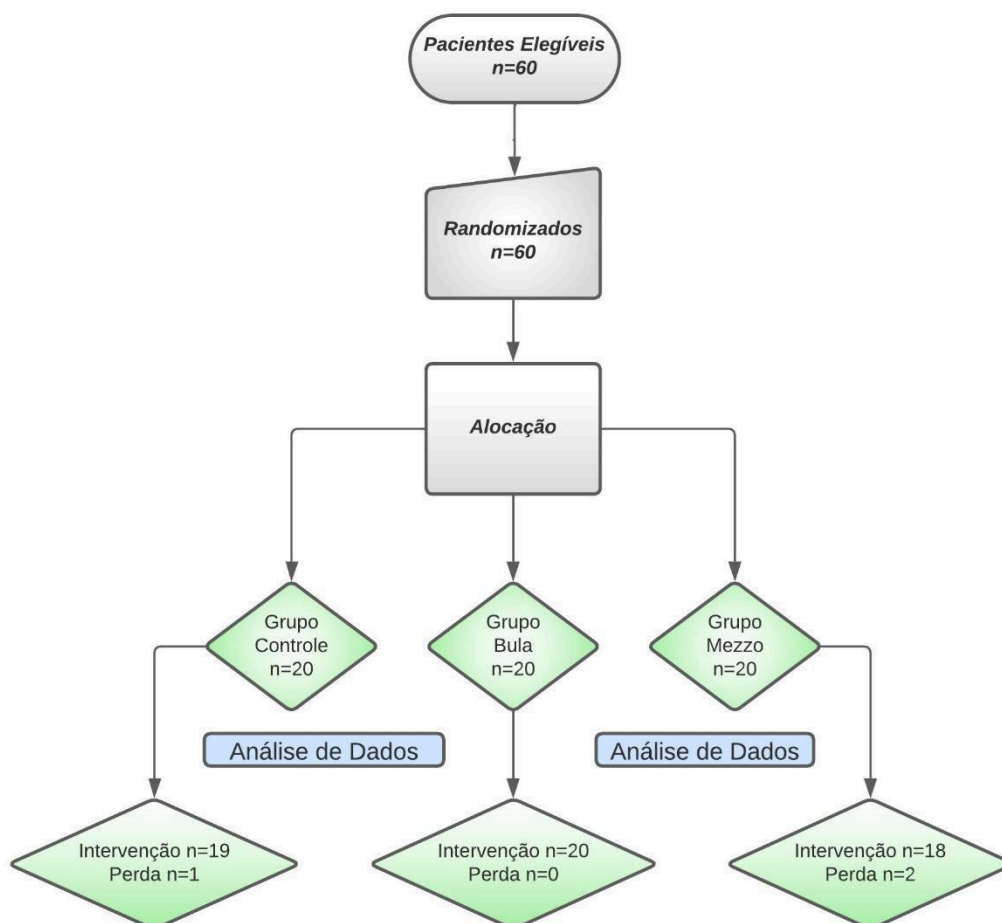 Pacientes Elegíveis
n=60
Randomizados
n=60
Alocação
Grupo
Controle
n=20
Grupo
Bula
n=20
Grupo
Mezzo
n=20
Análise de Dados
Análise de Dados
Intervenção n=19
Perda n=1
Intervenção n=20
Perda n=0
Intervenção n=18
Perda n=2